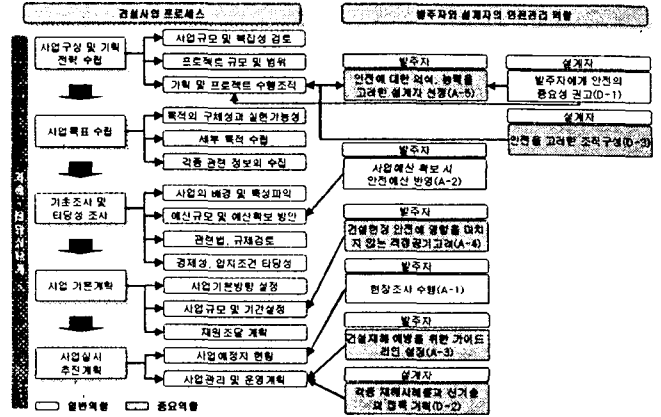 건설사업 프로세스
발주자와 설계자의 안전관리 역할
계획·타당성단계
사업구상 및 기획
전략 수립
사업규모 및 복잡성 검토
프로젝트 규모 및 범위
기획 및 프로젝트 수행조직
사업목표 수립
목적의 구체성과 실현가능성
세부 목적 수립
각종 관련 정보의 수집
기초조사 및
타당성 조사
사업의 배경 및 특성파악
예산규모 및 예산확보 방안
관련법, 규제검토
경제성, 입지조건 타당성
사업 기본계획
사업기본방향 설정
사업규모 및 기간설정
재원조달 계획
사업실시
추진계획
사업예정지 현황
사업관리 및 운영계획
발주자
안전에 대한 의식, 능력을
고려한 설계자 선정(A-5)
설계자
발주자에게 안전의
중요성 권고(D-1)
설계자
안전을 고려한 조직구성(D-3)
발주자
사업예산 확보 시
안전예산 반영(A-2)
발주자
건설현장 안전에 영향을 미치
지 않는 적정공기고려(A-4)
발주자
현장조사 수행(A-1)
발주자
건설재해 예방을 위한 가이드
라인 설정(A-3)
설계자
각종 재해사례들과 신기술
의 접목 기획(D-2)
일반역할
중요역할